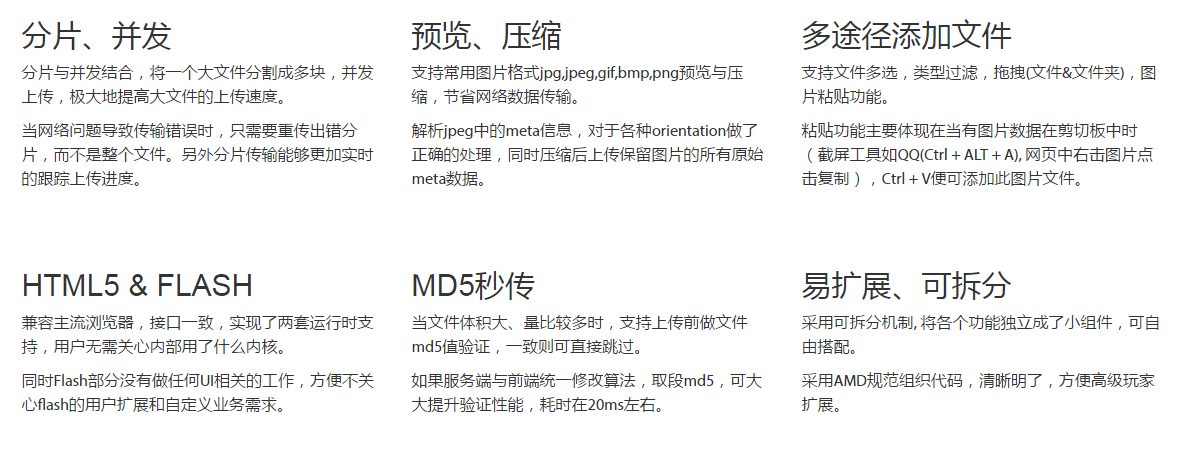 分片、并发
分片与并发结合，将一个大文件分割成多块，并发
上传，极大地提高大文件的上传速度。
当网络问题导致传输错误时，只需要重传出错分
片，而不是整个文件。另外分片传输能够更加实时
的跟踪上传进度。
预览、压缩
支持常用图片格式jpg,jpeg,gif,bmp,png预览与压
缩，节省网络数据传输。
解析jpeg中的meta信息，对于各种orientation做了
正确的处理，同时压缩后上传保留图片的所有原始
meta数据。
多途径添加文件
支持文件多选，类型过滤，拖拽(文件&文件夹)，图
片粘贴功能。
粘贴功能主要体现在当有图片数据在剪切板中时
（截屏工具如QQ(Ctrl + ALT + A), 网页中右击图片点
击复制），Ctrl + V便可添加此图片文件。
HTML5 & FLASH
兼容主流浏览器，接口一致，实现了两套运行时支
持，用户无需关心内部用了什么内核。
同时Flash部分没有做任何UI相关的工作，方便不关
心flash的用户扩展和自定义业务需求。
MD5秒传
当文件体积大、量比较多时，支持上传前做文件
md5值验证，一致则可直接跳过。
如果服务端与前端统一修改算法，取段md5，可大
大提升验证性能，耗时在20ms左右。
易扩展、可拆分
采用可拆分机制, 将各个功能独立成了小组件，可自
由搭配。
采用AMD规范组织代码，清晰明了，方便高级玩家
扩展。